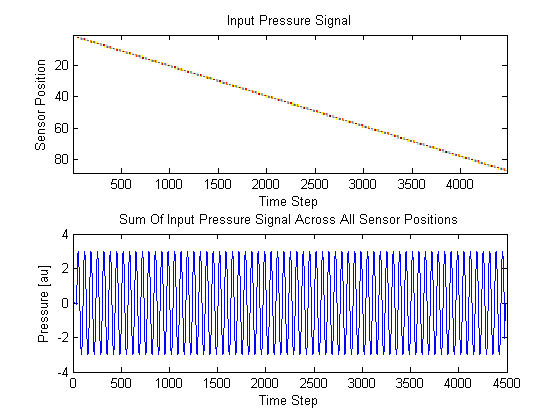 Input Pressure Signal
Sensor Position
20
40
60
80
500 1000 1500 2000 2500 3000 3500 4000
Time Step
Sum Of Input Pressure Signal Across All Sensor Positions
Pressure [au]
4
2
0
-2
-4
0 500 1000 1500 2000 2500 3000 3500 4000 4500
Time Step